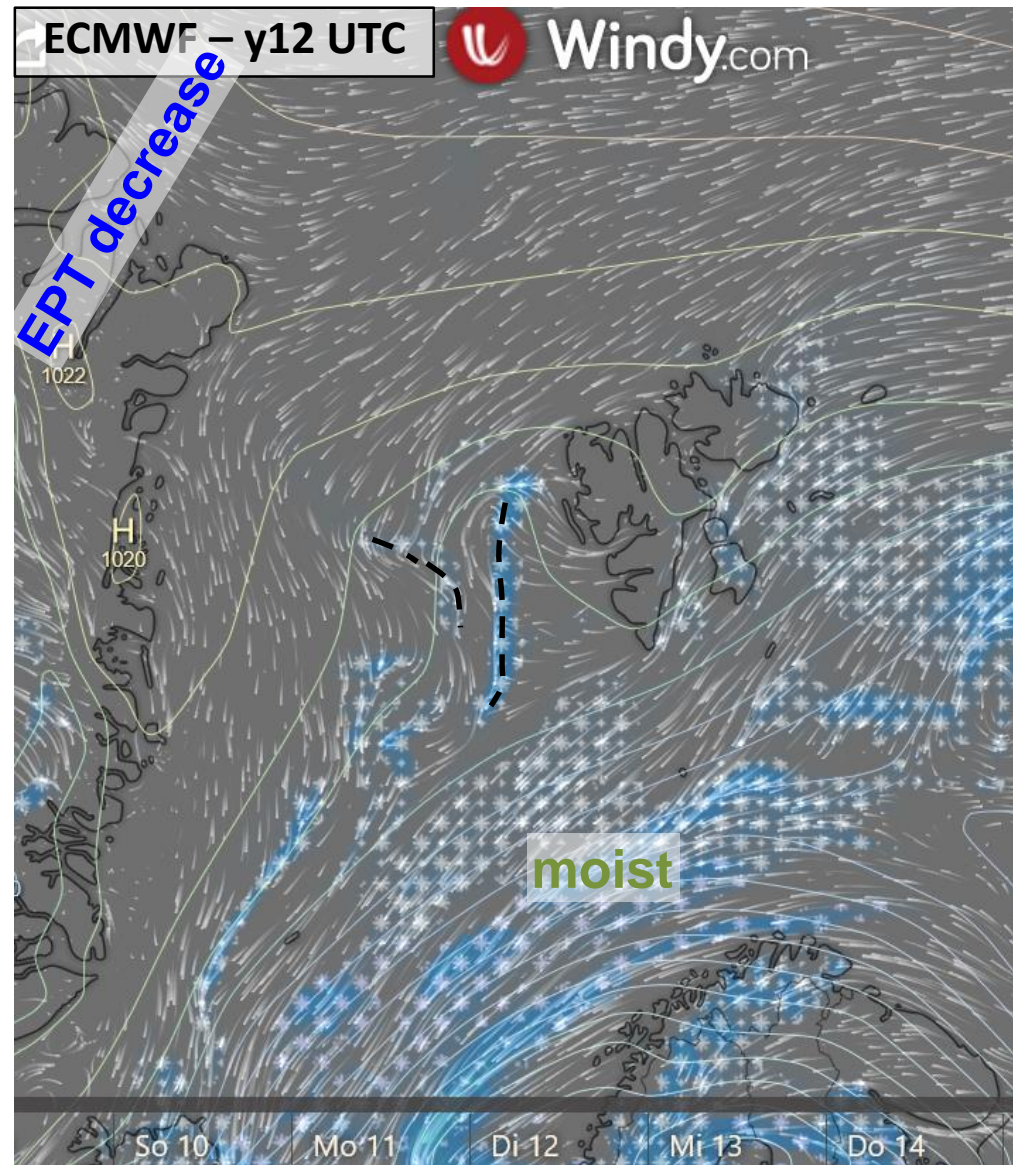 ECMWF – y12 UTC
Windy.com
EPT decrease
H
1022
H
1020
moist
So 10 Mo 11 Di 12 Mi 13 Do 14